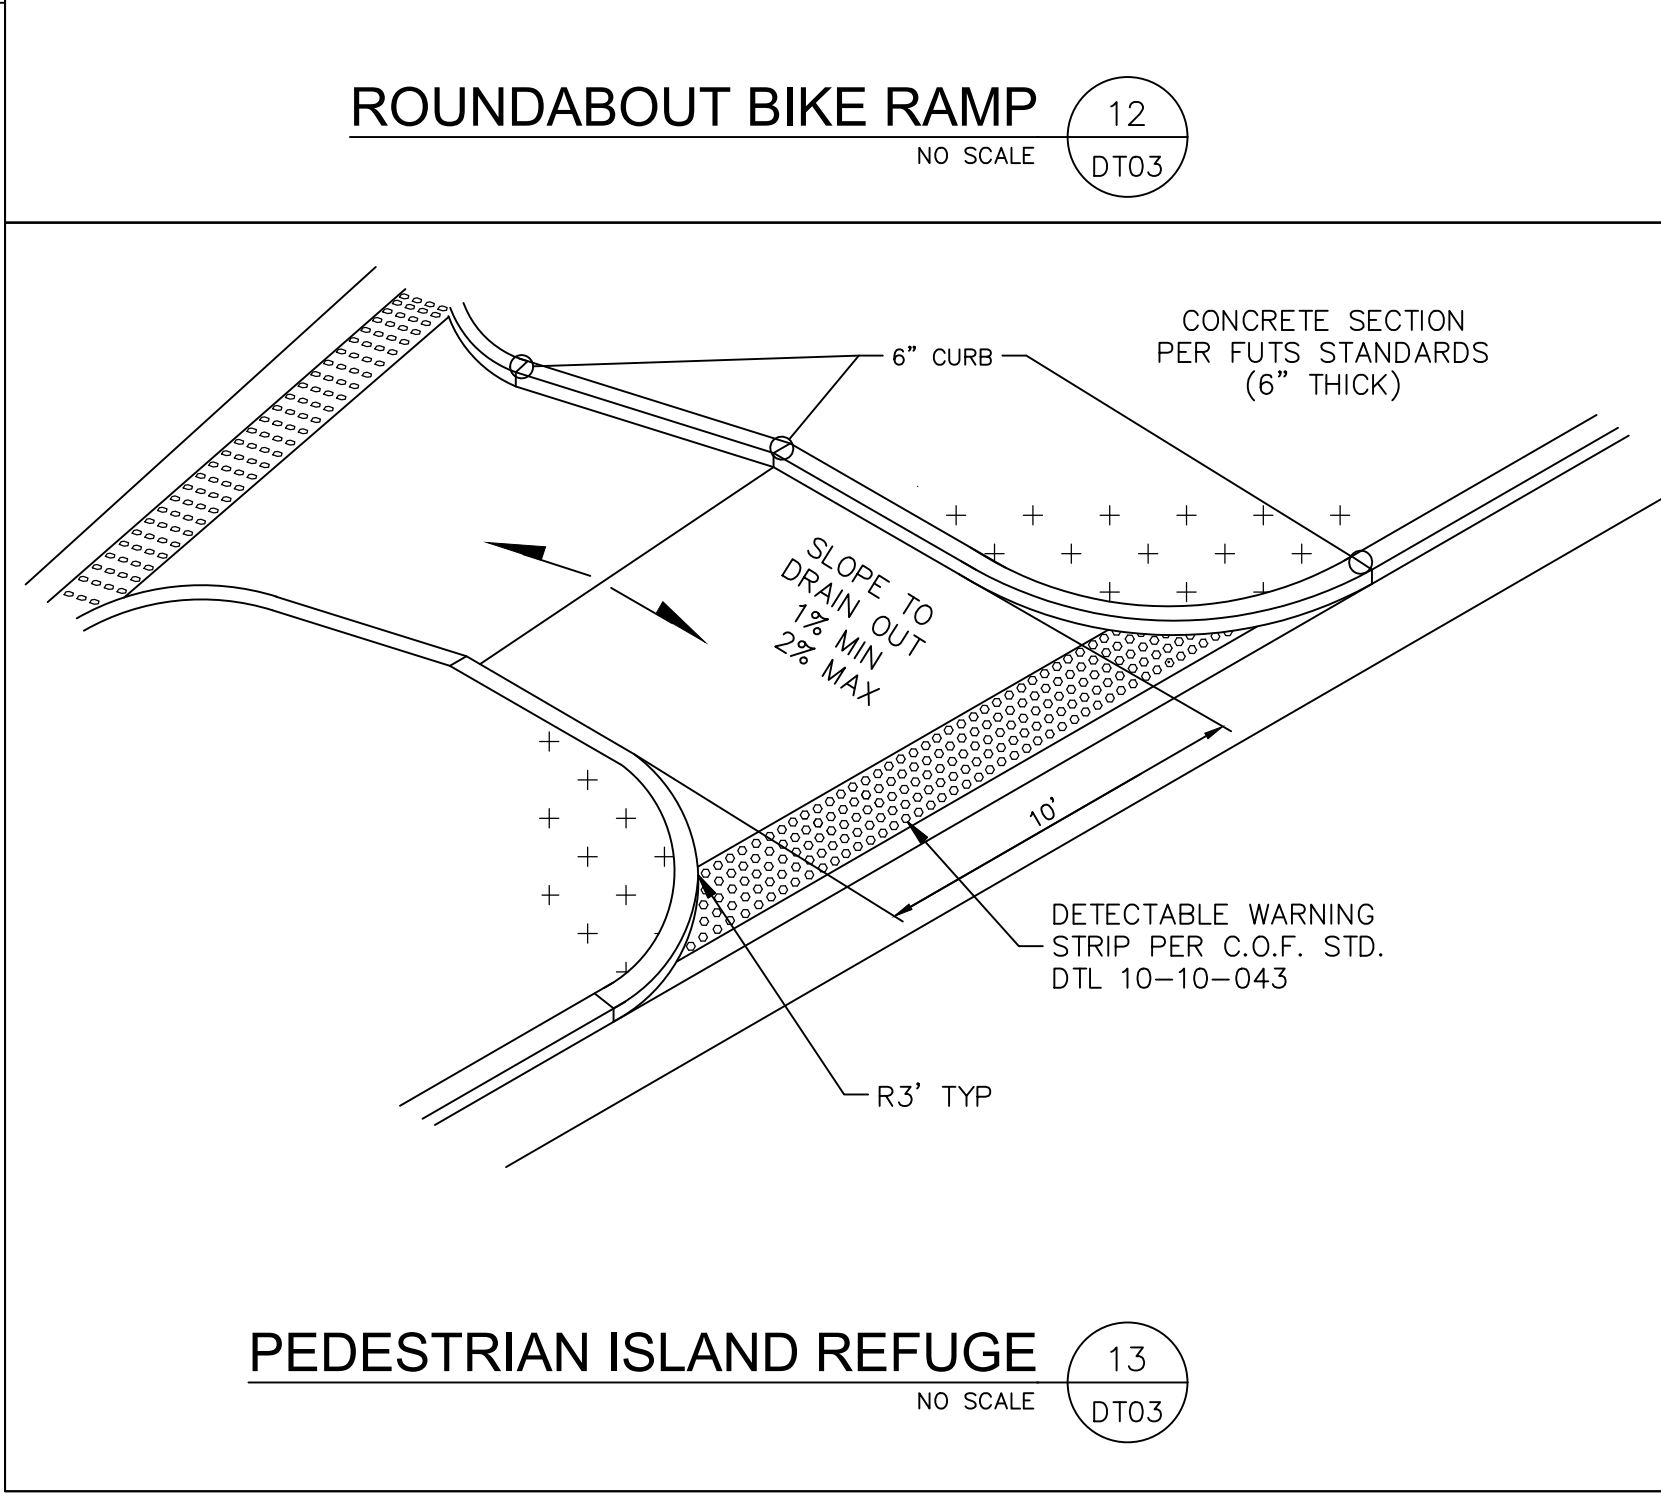 ROUNDABOUT BIKE RAMP
NO SCALE
12
DT03
6" CURB
CONCRETE SECTION
PER FUTS STANDARDS
(6" THICK)
SLOPE TO
DRAIN OUT
1% MIN
2% MAX
10'
DETECTABLE WARNING
STRIP PER C.O.F. STD.
DTL 10-10-043
R3' TYP
PEDESTRIAN ISLAND REFUGE
NO SCALE
13
DT03